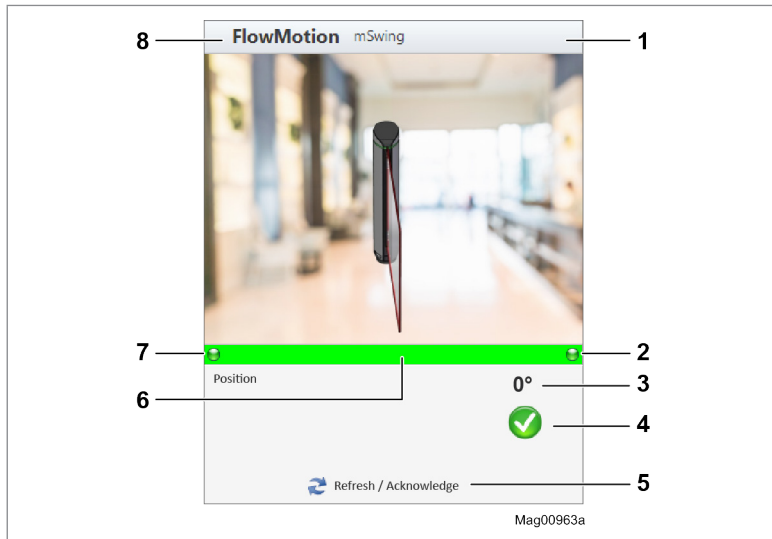 8 FlowMotion mSwing 1
7 2
Position 0° 3
6
4
Refresh / Acknowledge 5
Mag00963a